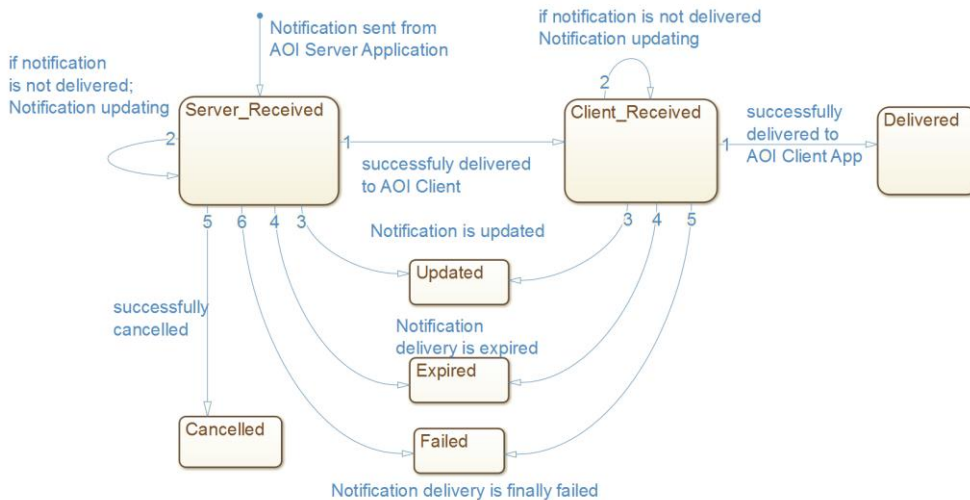 Notification sent from
AOI Server Application
if notification is not delivered
Notification updating
if notification
is not delivered;
Notification updating
Server_Received
2
1
successfuly delivered
to AOI Client
5
6
4
3
Client_Received
2
1
successfully
delivered to
AOI Client App
3
4
5
Delivered
Notification is updated
Updated
successfully
cancelled
Notification
delivery is expired
Expired
Cancelled
Failed
Notification delivery is finally failed